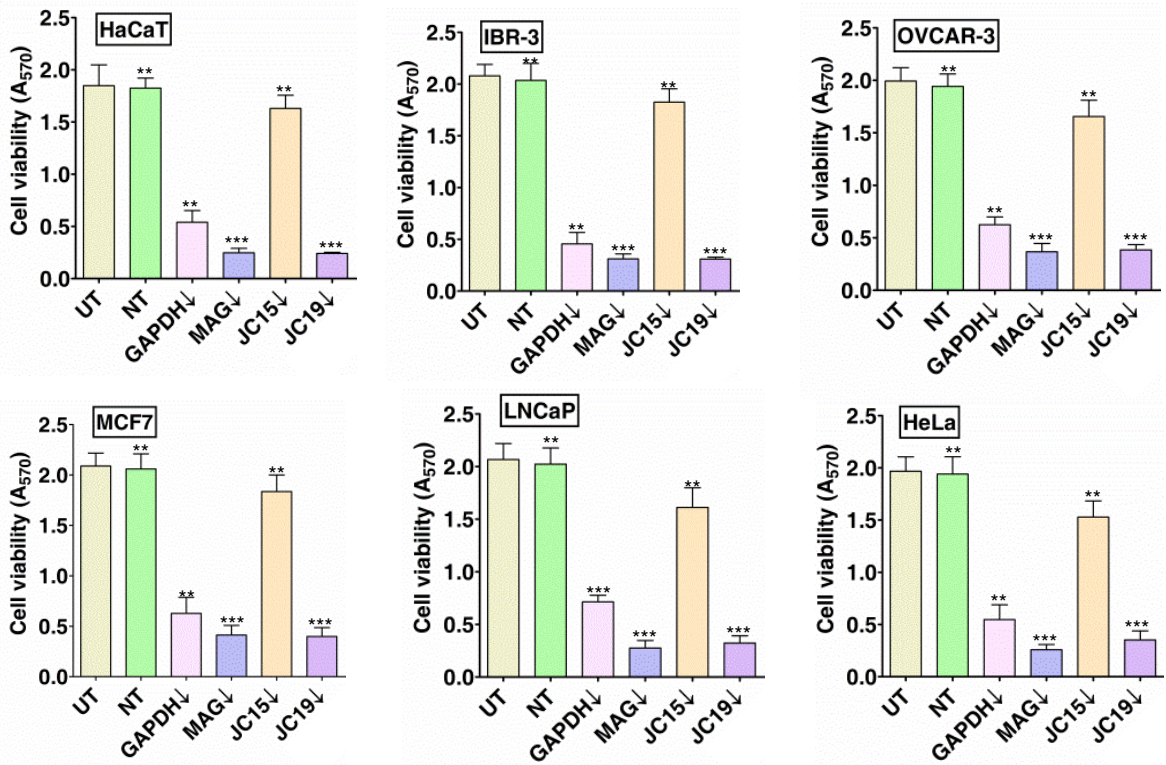 HaCaT
Cell viability (A570)
2.5
2.0
1.5
1.0
0.5
0.0
**
**
**
***
***
UT
NT
GAPDH↓
MAG↓
JC15↓
JC19↓
IBR-3
Cell viability (A570)
2.5
2.0
1.5
1.0
0.5
0.0
**
**
**
***
***
UT
NT
GAPDH↓
MAG↓
JC15↓
JC19↓
OVCAR-3
Cell viability (A570)
2.5
2.0
1.5
1.0
0.5
0.0
**
**
**
***
***
UT
NT
GAPDH↓
MAG↓
JC15↓
JC19↓
MCF7
Cell viability (A570)
2.5
2.0
1.5
1.0
0.5
0.0
**
**
**
***
***
UT
NT
GAPDH↓
MAG↓
JC15↓
JC19↓
LNCaP
Cell viability (A570)
2.5
2.0
1.5
1.0
0.5
0.0
**
**
***
***
***
UT
NT
GAPDH↓
MAG↓
JC15↓
JC19↓
HeLa
Cell viability (A570)
2.5
2.0
1.5
1.0
0.5
0.0
**
**
**
***
***
UT
NT
GAPDH↓
MAG↓
JC15↓
JC19↓